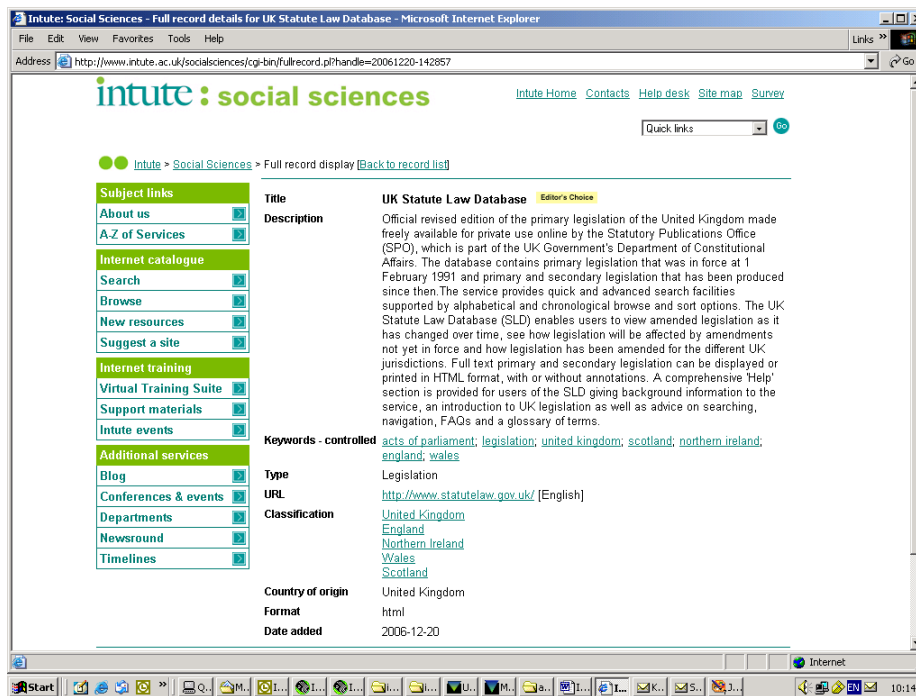 Intute: Social Sciences - Full record details for UK Statute Law Database - Microsoft Internet Explorer
File Edit View Favorites Tools Help
Links »
Address http://www.intute.ac.uk/socialsciences/cgi-bin/fullrecord.pl?handle=20061220-142857
Go
intute: social sciences
Intute Home Contacts Help desk Site map Survey
Quick links Go
Intute > Social Sciences > Full record display [Back to record list]
Subject links
About us
A-Z of Services
Internet catalogue
Search
Browse
New resources
Suggest a site
Internet training
Virtual Training Suite
Support materials
Intute events
Additional services
Blog
Conferences & events
Departments
Newsround
Timelines
Title UK Statute Law Database Editor's Choice
Description Official revised edition of the primary legislation of the United Kingdom made
freely available for private use online by the Statutory Publications Office
(SPO), which is part of the UK Government's Department of Constitutional
Affairs. The database contains primary legislation that was in force at 1
February 1991 and primary and secondary legislation that has been produced
since then.The service provides quick and advanced search facilities
supported by alphabetical and chronological browse and sort options. The UK
Statute Law Database (SLD) enables users to view amended legislation as it
has changed over time, see how legislation will be affected by amendments
not yet in force and how legislation has been amended for the different UK
jurisdictions. Full text primary and secondary legislation can be displayed or
printed in HTML format, with or without annotations. A comprehensive 'Help'
section is provided for users of the SLD giving background information to the
service, an introduction to UK legislation as well as advice on searching,
navigation, FAQs and a glossary of terms.
Keywords - controlled acts of parliament; legislation; united kingdom; scotland; northern ireland;
england; wales
Type Legislation
URL http://www.statutelaw.gov.uk/ [English]
Classification United Kingdom
England
Northern Ireland
Wales
Scotland
Country of origin United Kingdom
Format html
Date added 2006-12-20
Internet
Start » Q.. M.. I... I... I... I... I... U.. M.. a.. I... I... K... S.. J... EN